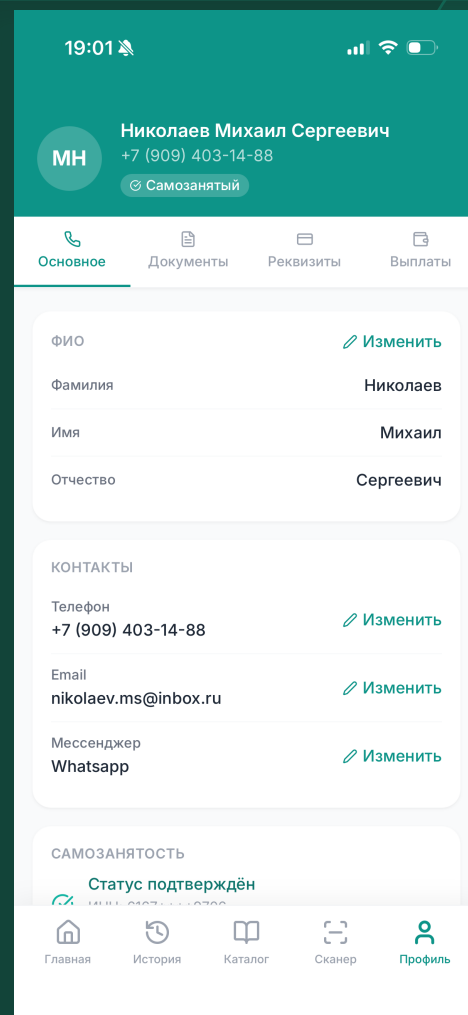 19:01
МН
Николаев Михаил Сергеевич
+7 (909) 403-14-88
Самозанятый
Основное
Документы
Реквизиты
Выплаты
ФИО
Изменить
Фамилия
Николаев
Имя
Михаил
Отчество
Сергеевич
КОНТАКТЫ
Телефон
+7 (909) 403-14-88
Изменить
Email
nikolaev.ms@inbox.ru
Изменить
Мессенджер
Whatsapp
Изменить
САМОЗАНЯТОСТЬ
Статус подтверждён
Главная
История
Каталог
Сканер
Профиль